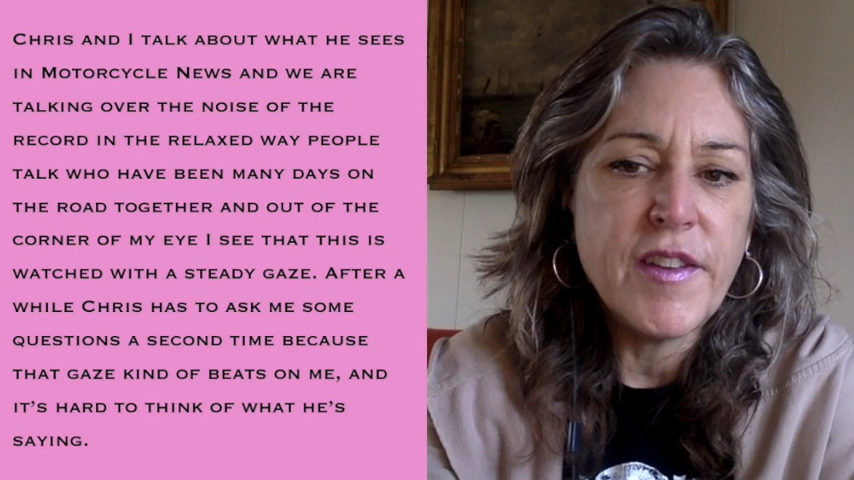 Chris and I talk about what he sees
in Motorcycle News and we are
talking over the noise of the
record in the relaxed way people
talk who have been many days on
the road together and out of the
corner of my eye I see that this is
watched with a steady gaze. After a
while Chris has to ask me some
questions a second time because
that gaze kind of beats on me, and
it’s hard to think of what he’s
saying.